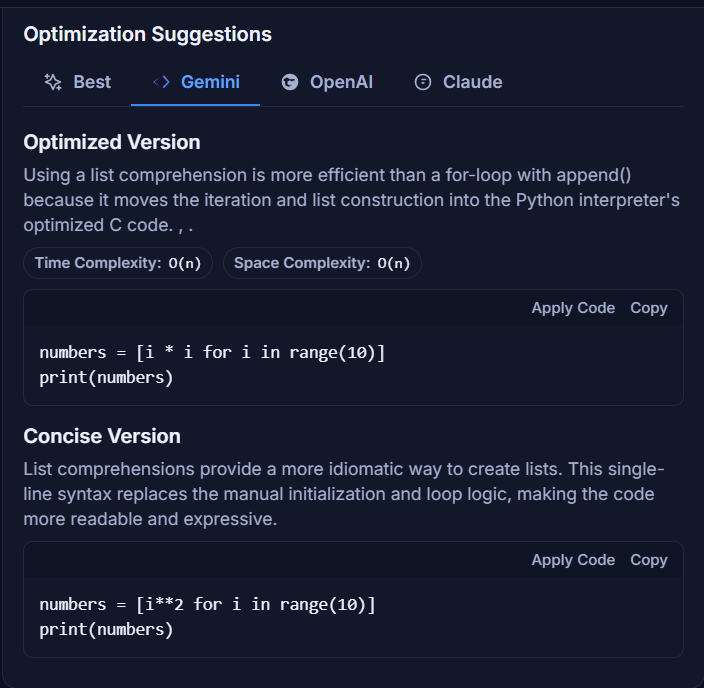 Optimization Suggestions
Best Gemini OpenAI Claude
Optimized Version
Using a list comprehension is more efficient than a for-loop with append()
because it moves the iteration and list construction into the Python interpreter's
optimized C code. , .
Time Complexity: O(n) Space Complexity: O(n)
Apply Code Copy
numbers = [i * i for i in range(10)]
print(numbers)
Concise Version
List comprehensions provide a more idiomatic way to create lists. This single-
line syntax replaces the manual initialization and loop logic, making the code
more readable and expressive.
Apply Code Copy
numbers = [i**2 for i in range(10)]
print(numbers)